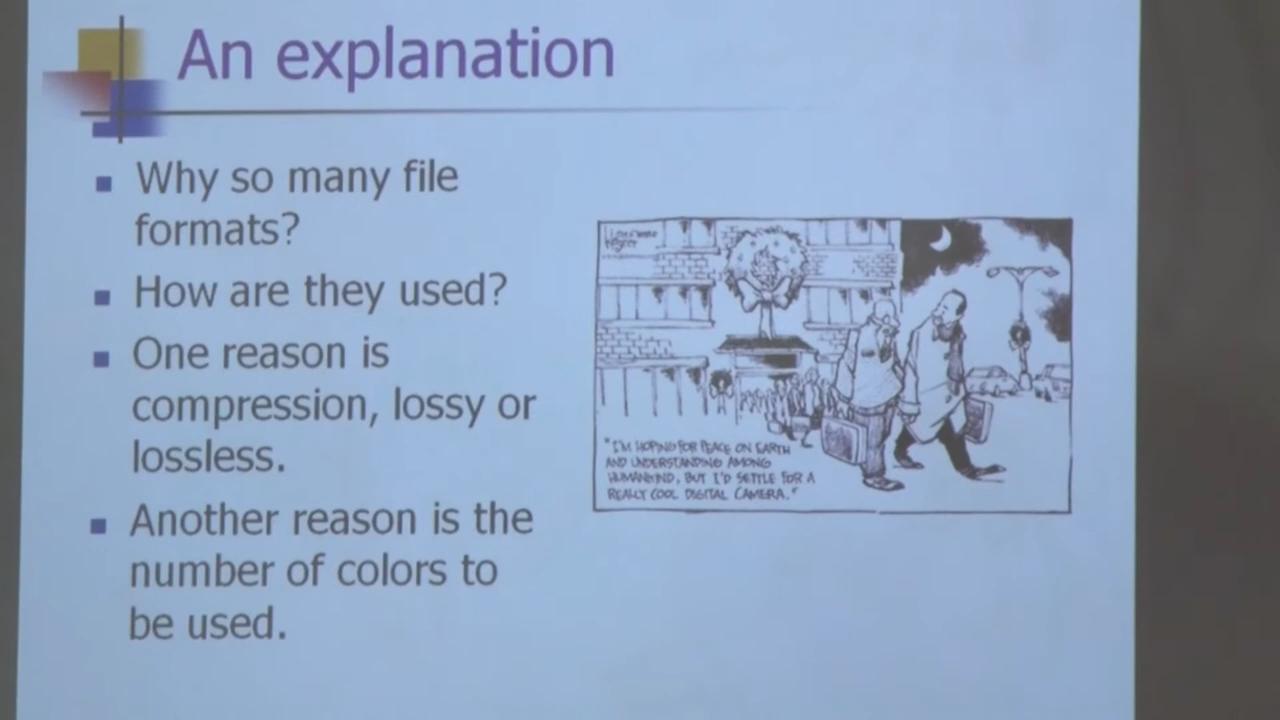 An explanation
Why so many file
formats?
How are they used?
One reason is
compression, lossy or
lossless.
Another reason is the
number of colors to
be used.
"I'M HOPING FOR PEACE ON EARTH
AND UNDERSTANDING AMONG
HUMANKIND, BUT I'D SETTLE FOR A
REALLY COOL DIGITAL CAMERA."